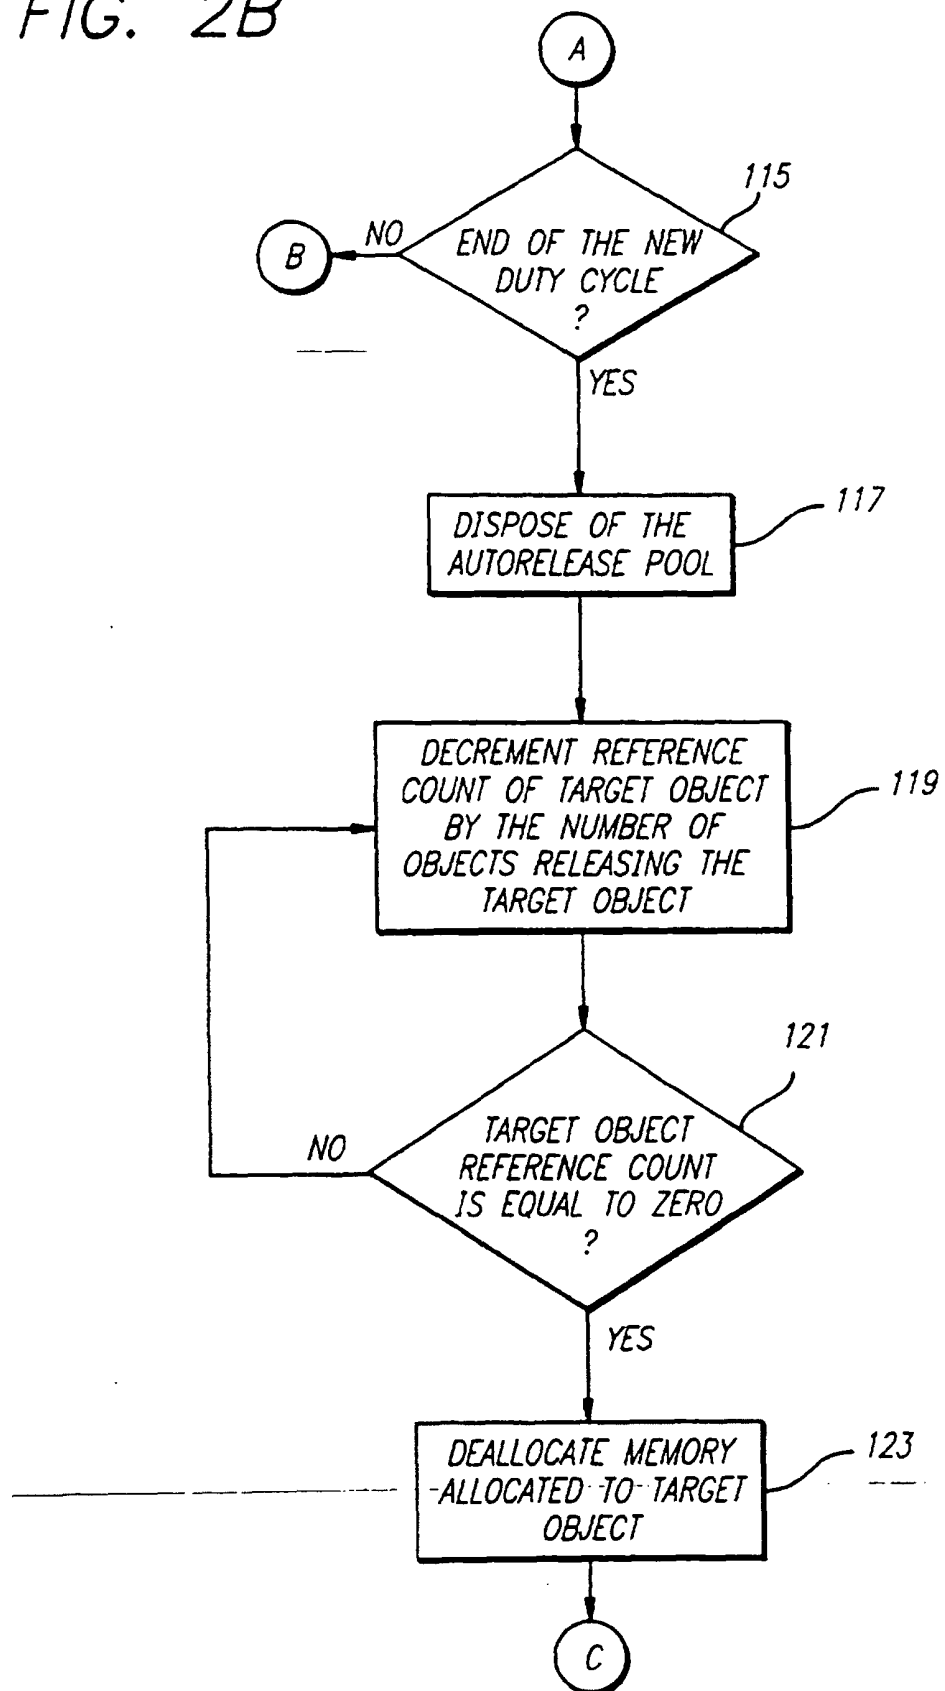 FIG. 2B
A
115
END OF THE NEW
DUTY CYCLE
?
NO
B
YES
117
DISPOSE OF THE
AUTORELEASE POOL
DECREMENT REFERENCE
COUNT OF TARGET OBJECT
BY THE NUMBER OF
OBJECTS RELEASING THE
TARGET OBJECT
119
121
TARGET OBJECT
REFERENCE COUNT
IS EQUAL TO ZERO
?
NO
YES
DEALLOCATE MEMORY
ALLOCATED TO TARGET
OBJECT
123
C